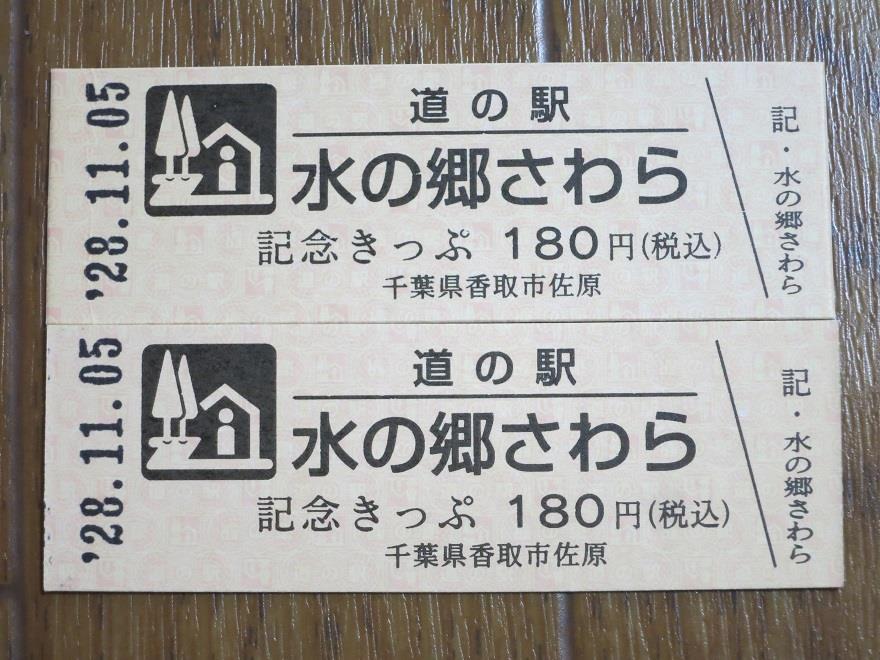 '28.11.05
道の駅
水の郷さわら
記念きっぷ 180円(税込)
千葉県香取市佐原
記・水の郷さわら
'28.11.05
道の駅
水の郷さわら
記念きっぷ 180円(税込)
千葉県香取市佐原
記・水の郷さわら